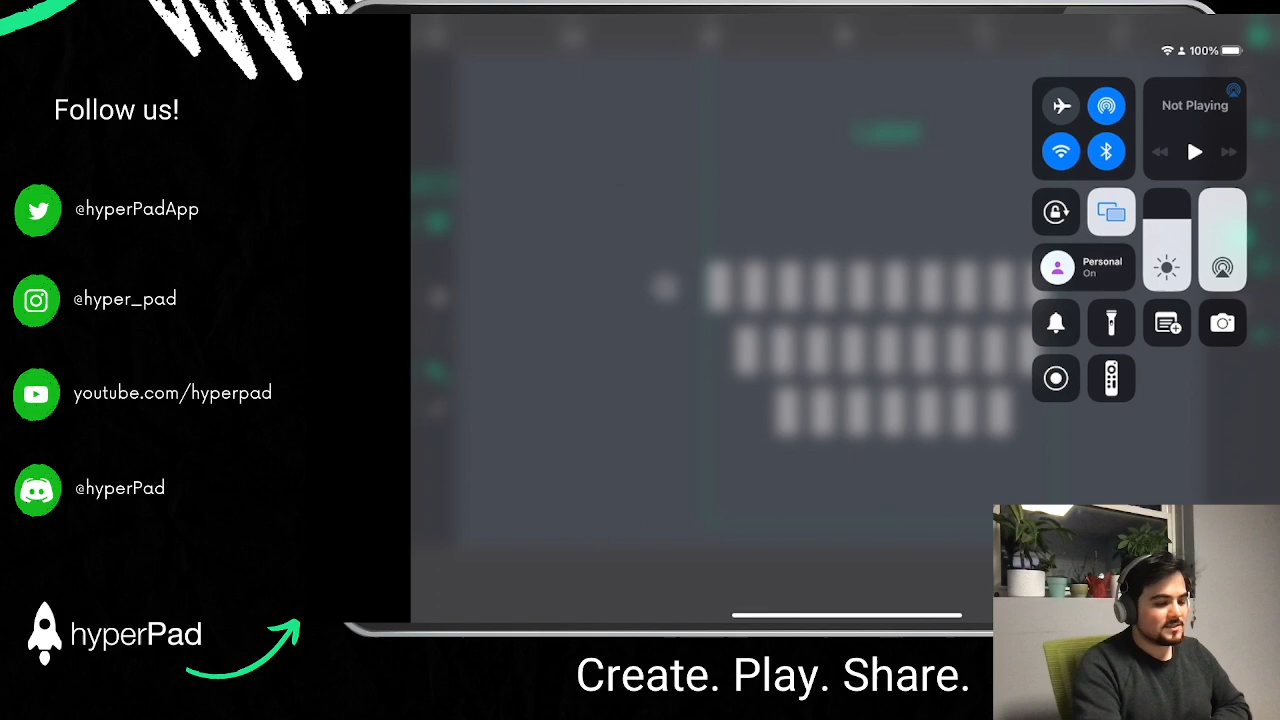 Follow us!
@hyperPadApp
@hyper_pad
youtube.com/hyperpad
@hyperPad
hyperPad
100%
Not Playing
Personal
On
Create. Play. Share.